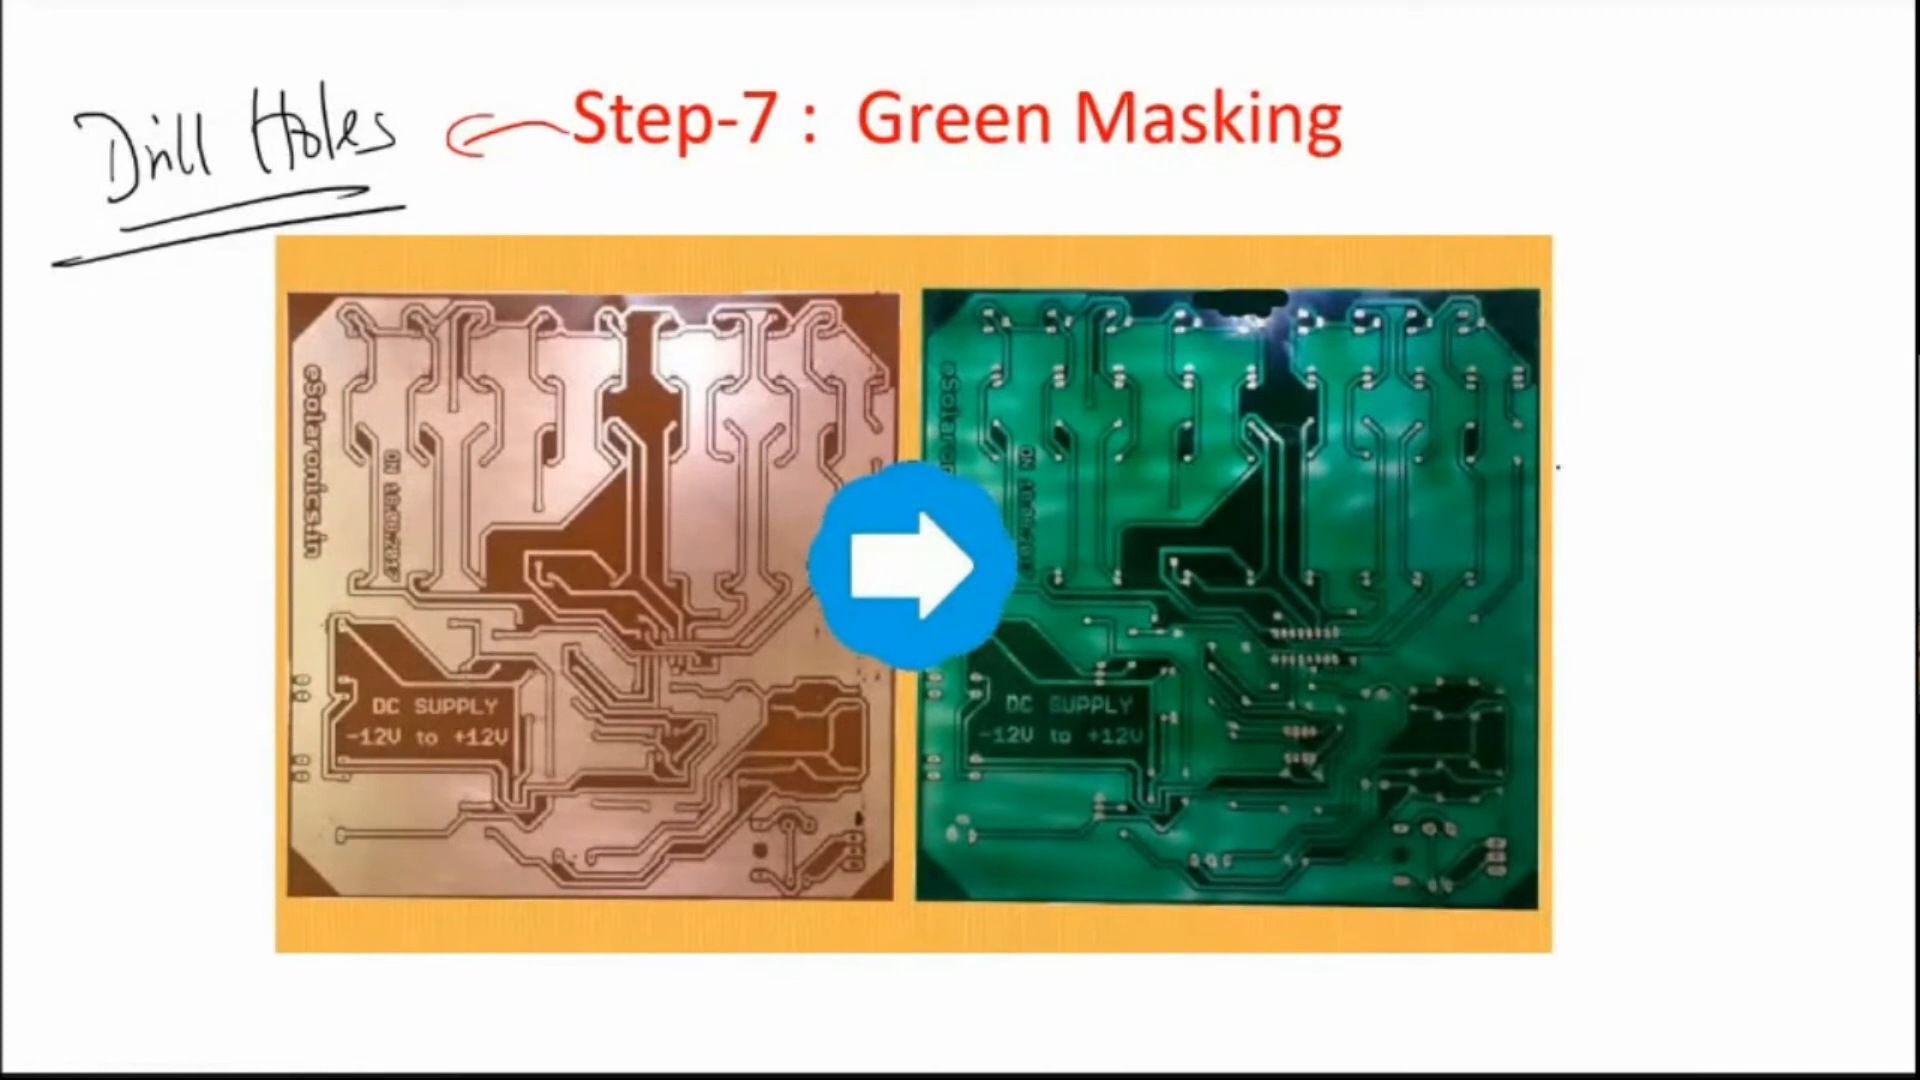 Drill Holes
Step-7 : Green Masking
eSolaronics.in
DC SUPPLY
-12V to +12V
DC SUPPLY
-12V to +12V